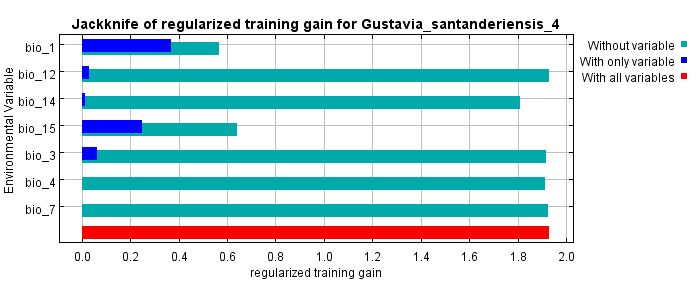 Jackknife of regularized training gain for Gustavia_santanderiensis_4
Environmental Variable
bio_1
bio_12
bio_14
bio_15
bio_3
bio_4
bio_7
0.0 0.2 0.4 0.6 0.8 1.0 1.2 1.4 1.6 1.8 2.0
regularized training gain
Without variable
With only variable
With all variables